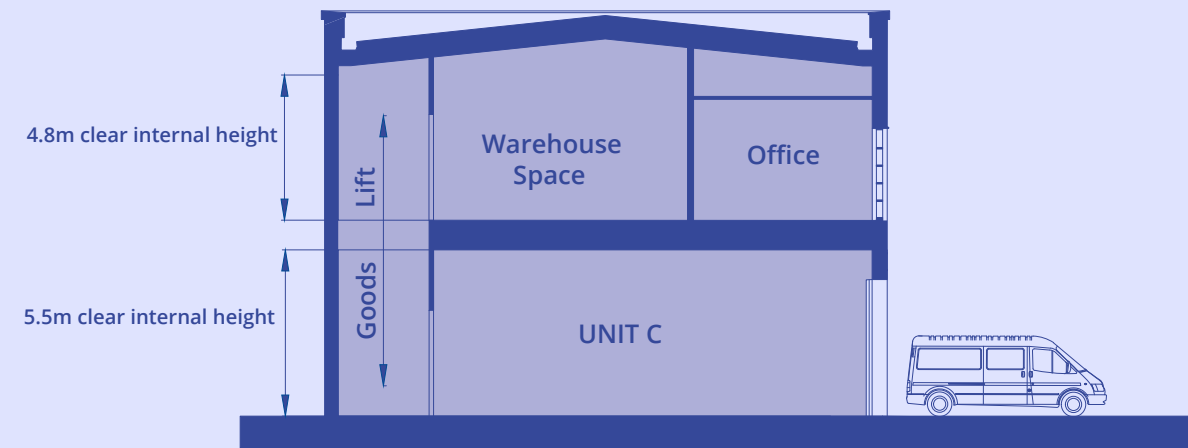 4.8m clear internal height
Warehouse
Space
Office
Goods Lift
5.5m clear internal height
UNIT C